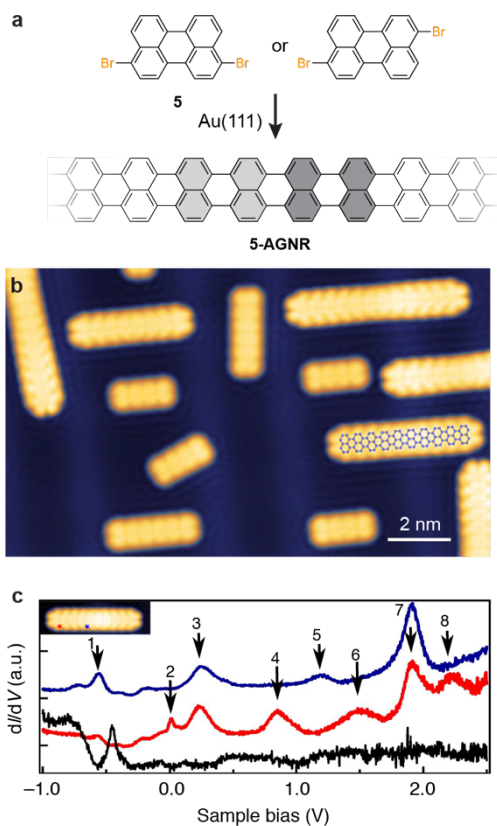 a
Br
Br
or
Br
Br
5
Au(111)
5-AGNR
b
2 nm
c
dI/dV (a.u.)
1
2
3
4
5
6
7
8
-1.0
0.0
1.0
2.0
Sample bias (V)